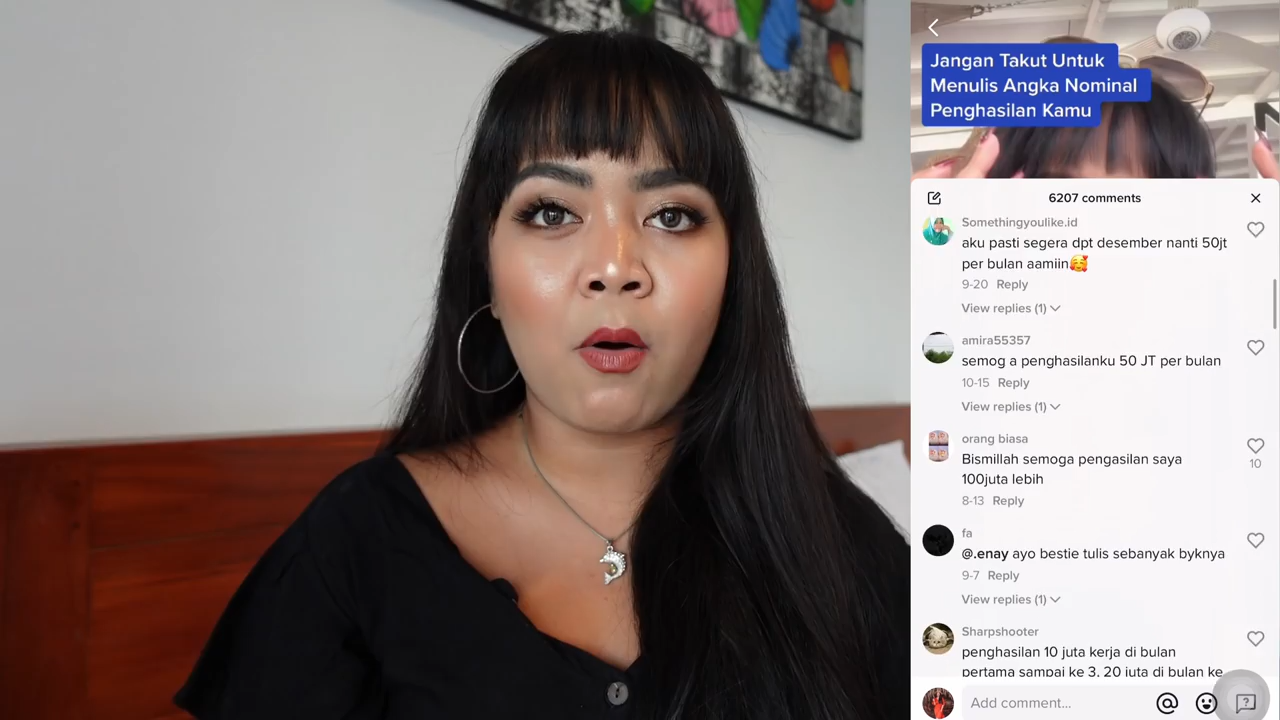 Jangan Takut Untuk
Menulis Angka Nominal
Penghasilan Kamu
6207 comments
Somethingyoulike.id
aku pasti segera dpt desember nanti 50jt
per bulan aamiin🥰
9-20 Reply
View replies (1)
amira55357
semog a penghasilanku 50 JT per bulan
10-15 Reply
View replies (1)
orang biasa
Bismillah semoga pengasilan saya
100juta lebih
10
8-13 Reply
fa
@.enay ayo bestie tulis sebanyak byknya
9-7 Reply
View replies (1)
Sharpshooter
penghasilan 10 juta kerja di bulan
pertama sampai ke 3. 20 juta di bulan ke
Add comment...